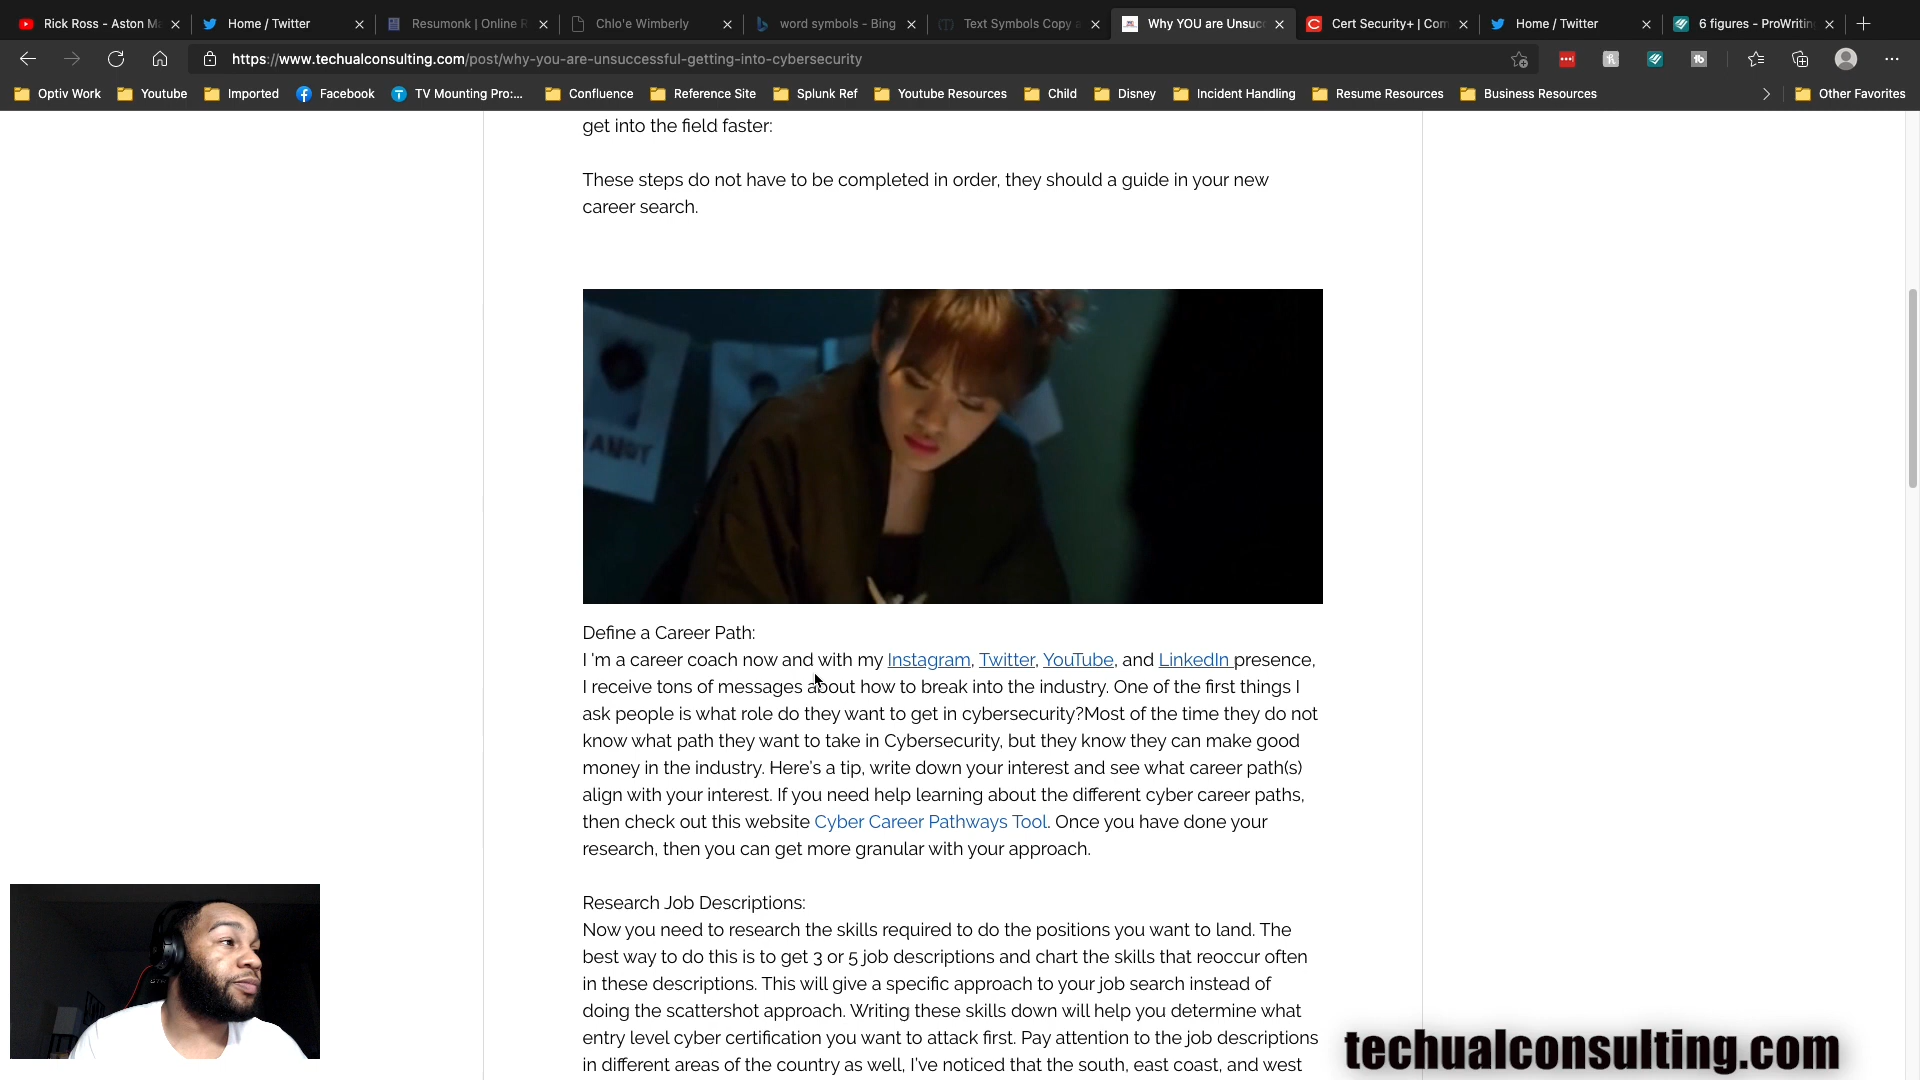 Rick Ross - Aston M
Home / Twitter
Resumonk | Online R
Chlo'e Wimberly
word symbols - Bing
Text Symbols Copy a
Why YOU are Unsuc
Cert Security+ | Com
Home / Twitter
6 figures - ProWritin
https://www.techualconsulting.com/post/why-you-are-unsuccessful-getting-into-cybersecurity
Optiv Work
Youtube
Imported
Facebook
TV Mounting Pro:...
Confluence
Reference Site
Splunk Ref
Youtube Resources
Child
Disney
Incident Handling
Resume Resources
Business Resources
Other Favorites
get into the field faster:
These steps do not have to be completed in order, they should a guide in your new
career search.
Define a Career Path:
I 'm a career coach now and with my Instagram, Twitter, YouTube, and LinkedIn presence,
I receive tons of messages about how to break into the industry. One of the first things I
ask people is what role do they want to get in cybersecurity?Most of the time they do not
know what path they want to take in Cybersecurity, but they know they can make good
money in the industry. Here's a tip, write down your interest and see what career path(s)
align with your interest. If you need help learning about the different cyber career paths,
then check out this website Cyber Career Pathways Tool. Once you have done your
research, then you can get more granular with your approach.
Research Job Descriptions:
Now you need to research the skills required to do the positions you want to land. The
best way to do this is to get 3 or 5 job descriptions and chart the skills that reoccur often
in these descriptions. This will give a specific approach to your job search instead of
doing the scattershot approach. Writing these skills down will help you determine what
entry level cyber certification you want to attack first. Pay attention to the job descriptions
in different areas of the country as well, I've noticed that the south, east coast, and west
techualconsulting.com